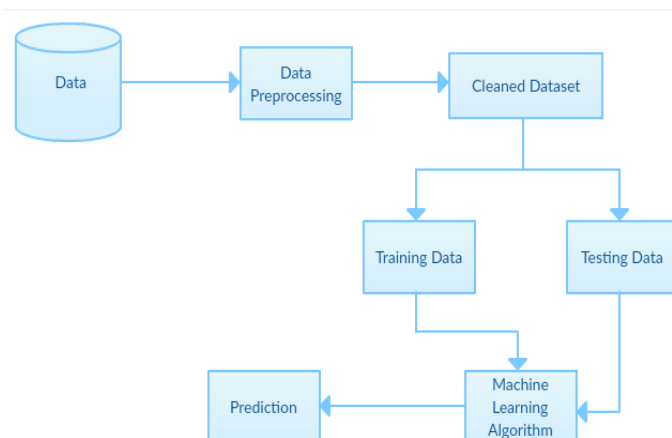 Data
Data
Preprocessing
Cleaned Dataset
Training Data
Testing Data
Prediction
Machine
Learning
Algorithm